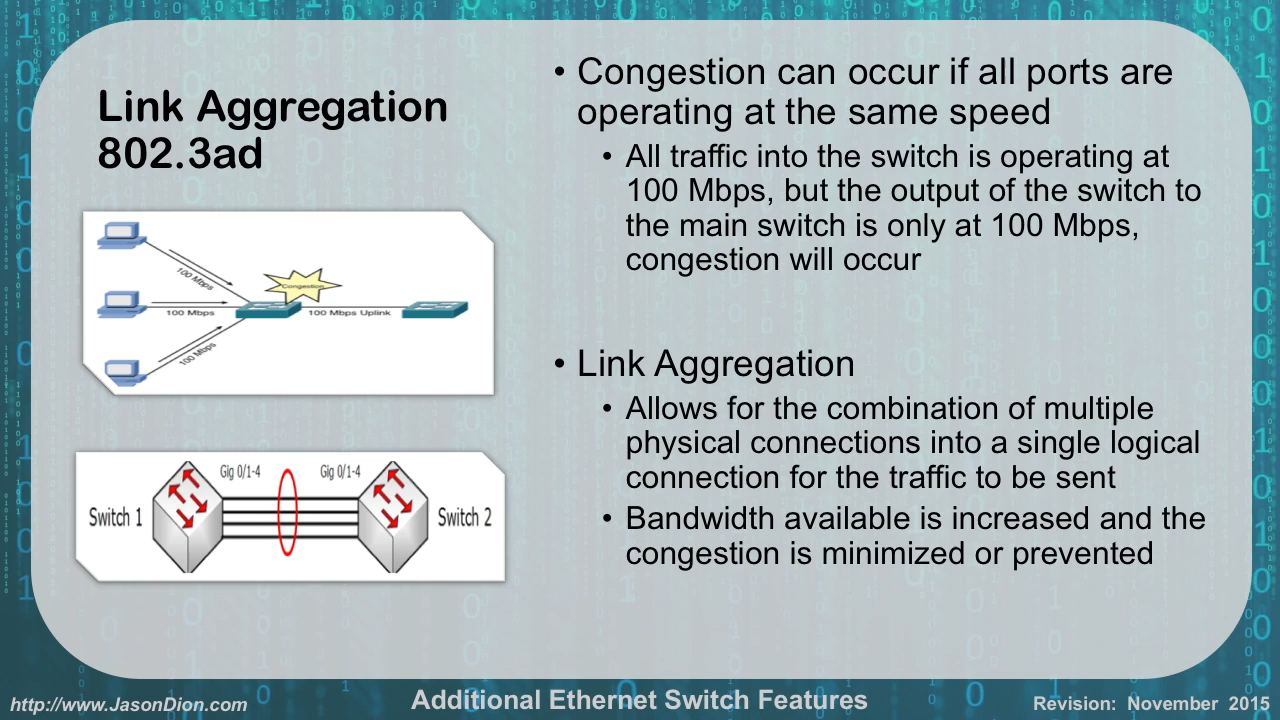 Link Aggregation
802.3ad
100 Mbps
100 Mbps
100 Mbps
Congestion
100 Mbps Uplink
Gig 0/1-4
Gig 0/1-4
Switch 1
Switch 2
• Congestion can occur if all ports are
operating at the same speed
• All traffic into the switch is operating at
100 Mbps, but the output of the switch to
the main switch is only at 100 Mbps,
congestion will occur
• Link Aggregation
• Allows for the combination of multiple
physical connections into a single logical
connection for the traffic to be sent
• Bandwidth available is increased and the
congestion is minimized or prevented
http://www.JasonDion.com
Additional Ethernet Switch Features
Revision: November 2015